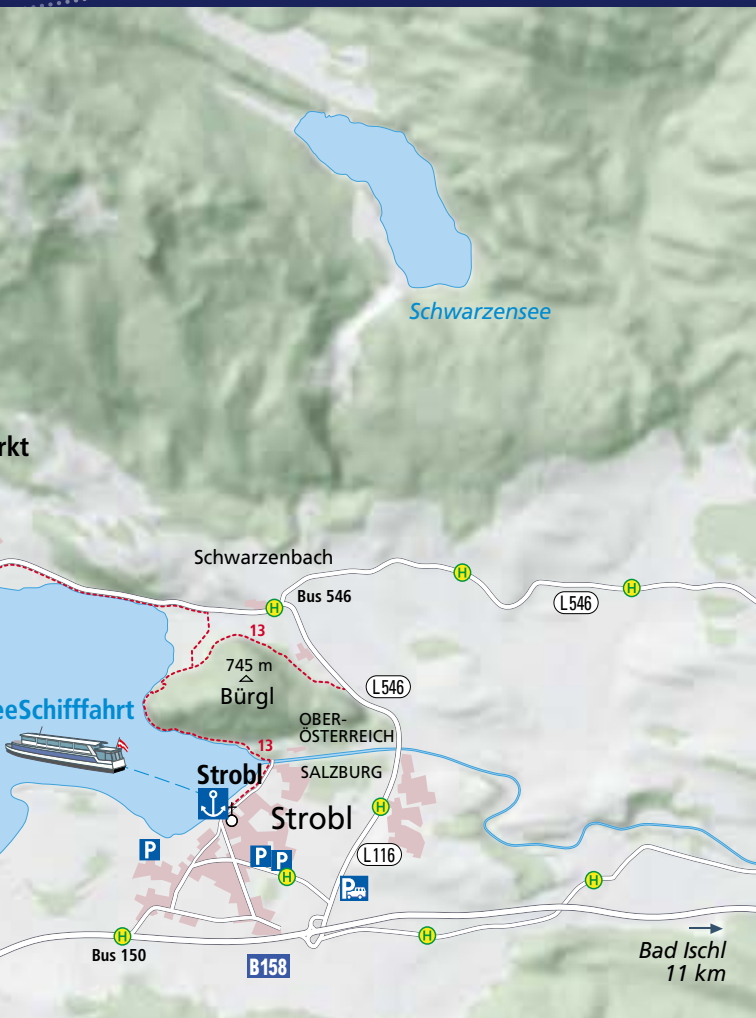 Schwarzensee
rkt
Schwarzenbach
H
H
Bus 546
H
L546
13
745 m
Bürgl
L546
eeSchifffahrt
OBER-
ÖSTERREICH
13
SALZBURG
Strobl
Strobl
H
P
P
P
L116
H
P
H
H
Bus 150
H
B158
Bad Ischl
11 km